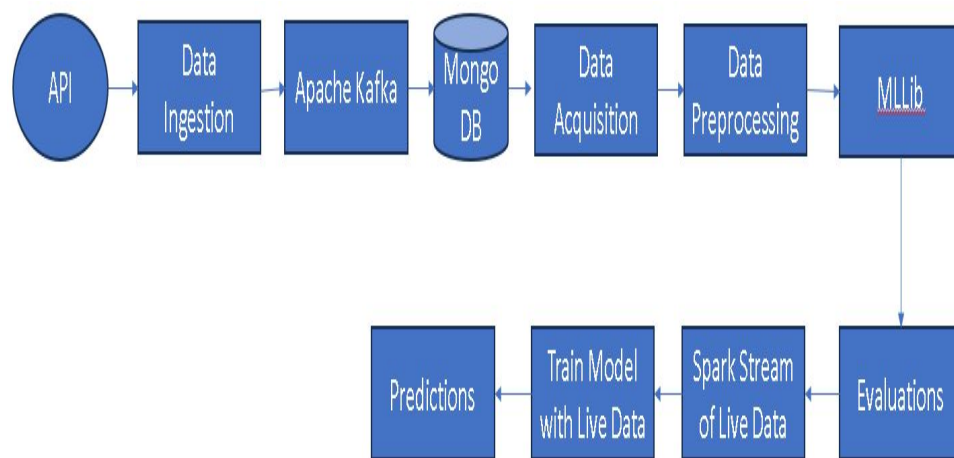 API
Data
Ingestion
Apache Kafka
Mongo
DB
Data
Acquisition
Data
Preprocessing
MLLib
Predictions
Train Model
with Live Data
Spark Stream
of Live Data
Evaluations